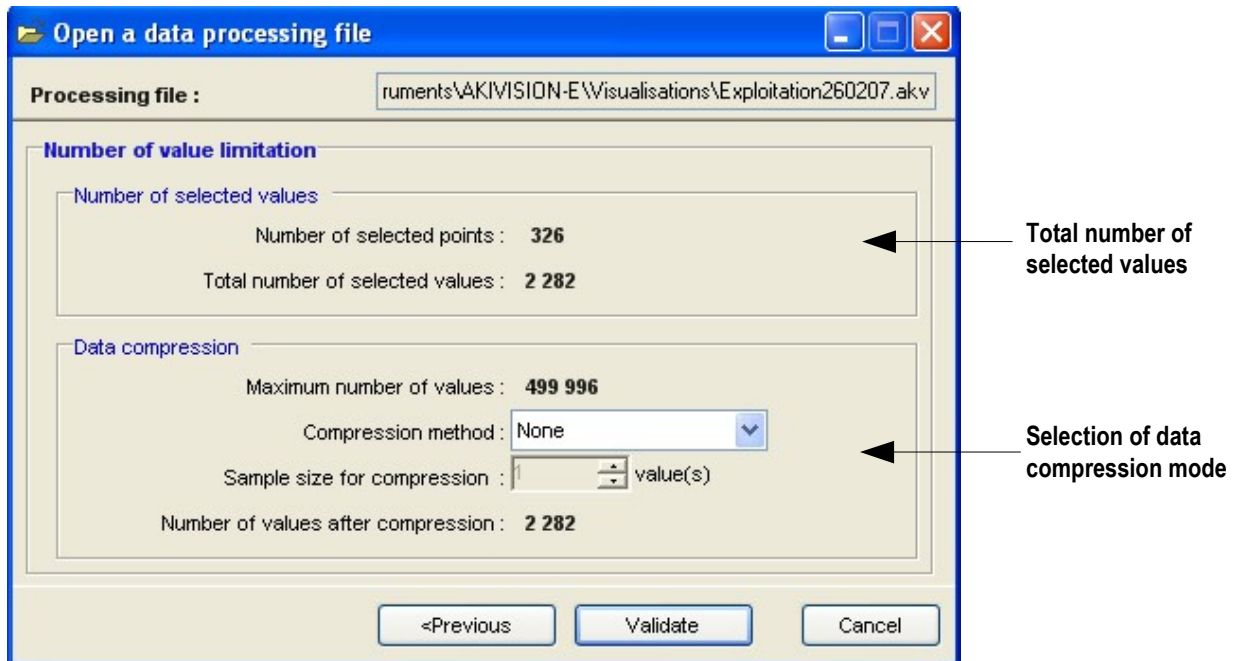 Open a data processing file
Processing file : ruments\AKIVISION-E\Visualisations\Exploitation260207.akv
Number of value limitation
Number of selected values
Number of selected points : 326
Total number of selected values : 2 282
Total number of
selected values
Data compression
Maximum number of values : 499 996
Compression method : None
Sample size for compression : 1 value(s)
Number of values after compression : 2 282
Selection of data
compression mode
<Previous Validate Cancel